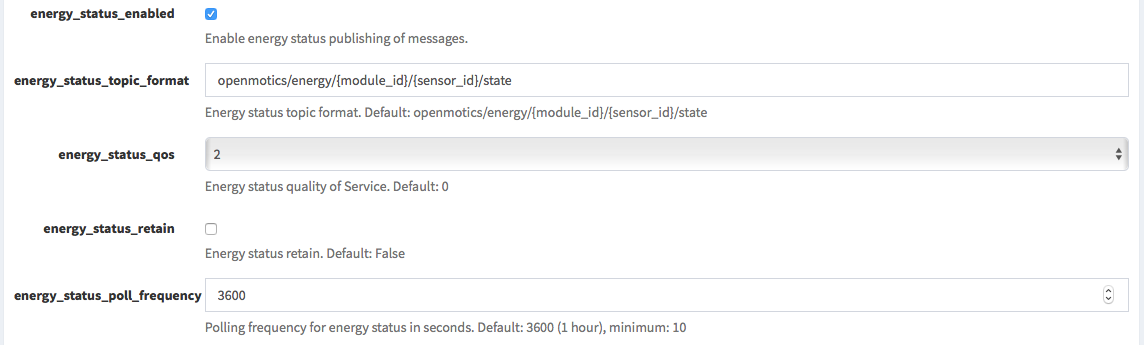 energy_status_enabled
Enable energy status publishing of messages.
energy_status_topic_format openmotics/energy/{module_id}/{sensor_id}/state
Energy status topic format. Default: openmotics/energy/{module_id}/{sensor_id}/state
energy_status_qos 2
Energy status quality of Service. Default: 0
energy_status_retain
Energy status retain. Default: False
energy_status_poll_frequency 3600
Polling frequency for energy status in seconds. Default: 3600 (1 hour), minimum: 10